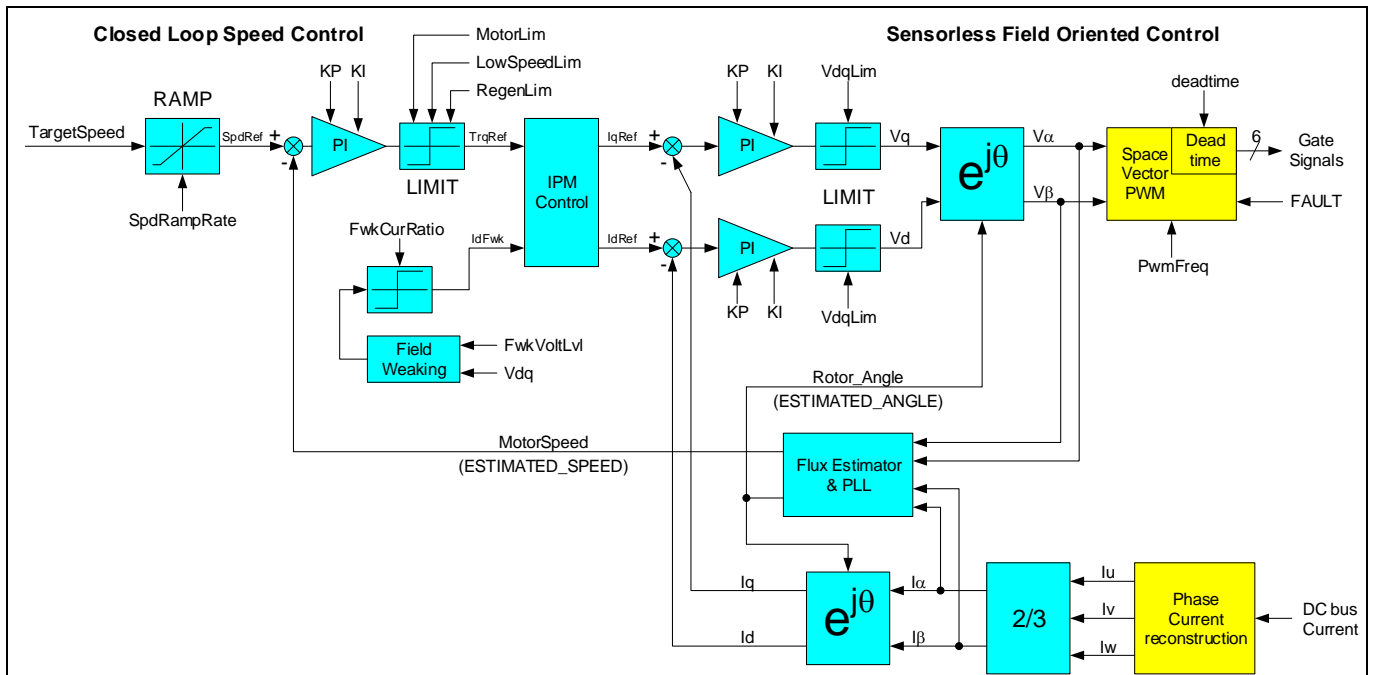 Closed Loop Speed Control
Sensorless Field Oriented Control
MotorLim
LowSpeedLim
RegenLim
KP
KI
RAMP
TargetSpeed
SpdRef
+
-
PI
TrqRef
LIMIT
SpdRampRate
FwkCurRatio
IdFwk
IPM
Control
IqRef
IdRef
Field
Weaking
FwkVoltLvl
Vdq
+
-
+
-
KP
KI
VdqLim
PI
Vq
LIMIT
PI
Vd
KP
KI
VdqLim
ejθ
Vα
Vβ
deadtime
Space
Vector
PWM
Dead
time
6
Gate
Signals
FAULT
PwmFreq
Rotor_Angle
(ESTIMATED_ANGLE)
MotorSpeed
(ESTIMATED_SPEED)
Flux Estimator
& PLL
Iq
Id
ejθ
Iα
Iβ
2/3
Iu
Iv
Iw
Phase
Current
reconstruction
DC bus
Current